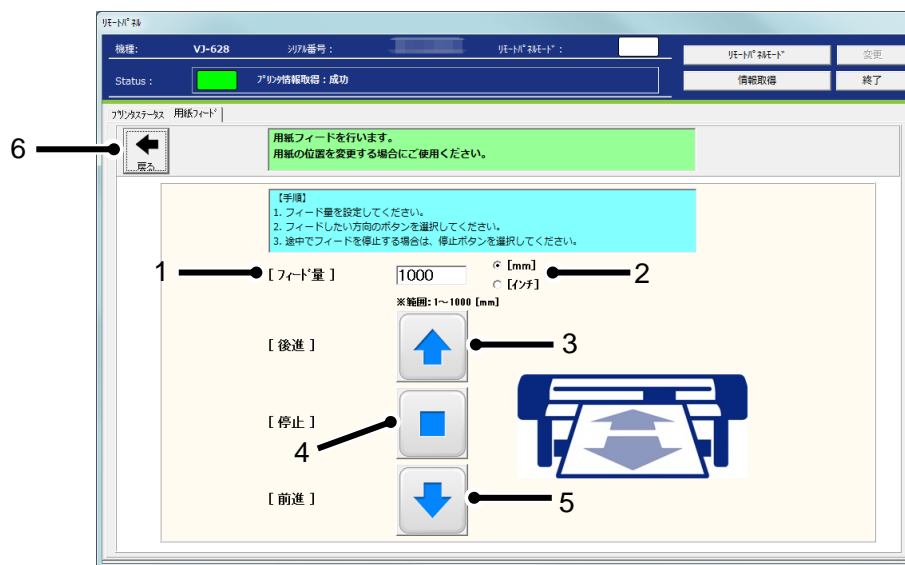 リモートパネル
機種: VJ-628 シリアル番号: リモートパネルモード:
リモートパネルモード 変更
Status : プリンタ情報取得:成功
情報取得 終了
プリンタステータス 用紙フィード
6
戻る
用紙フィードを行います。
用紙の位置を変更する場合にご使用ください。
【手順】
1. フィード量を設定してください。
2. フィードしたい方向のボタンを選択してください。
3. 途中でフィードを停止する場合は、停止ボタンを選択してください。
1 [ フィード量 ] 1000 [mm] 2
[インチ]
※範囲:1~1000 [mm]
[ 後進 ] 3
[ 停止 ]
4
[ 前進 ] 5